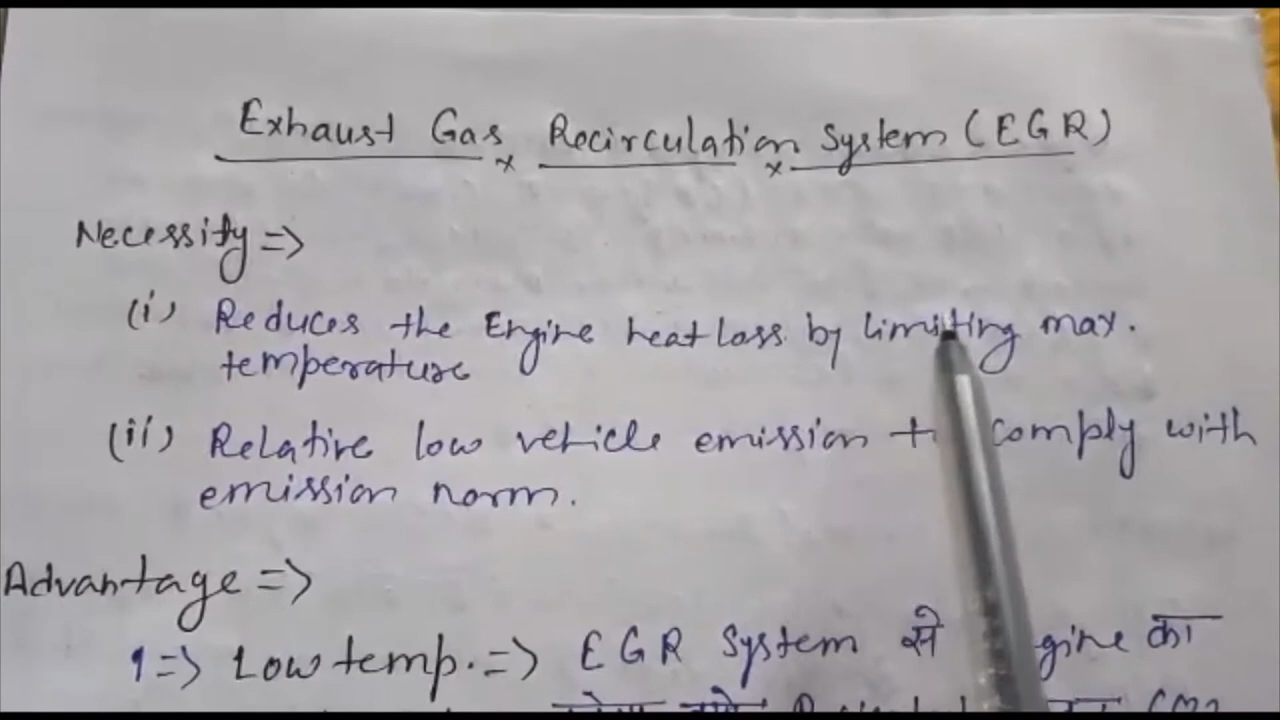 Exhaust Gas Recirculation System (EGR)
Necessity =>
(i) Reduces the Engine heat loss by limiting max.
temperature
(ii) Relative low vehicle emission comply with
emission norm.
Advantage =>
1 => Low temp. => EGR System से का